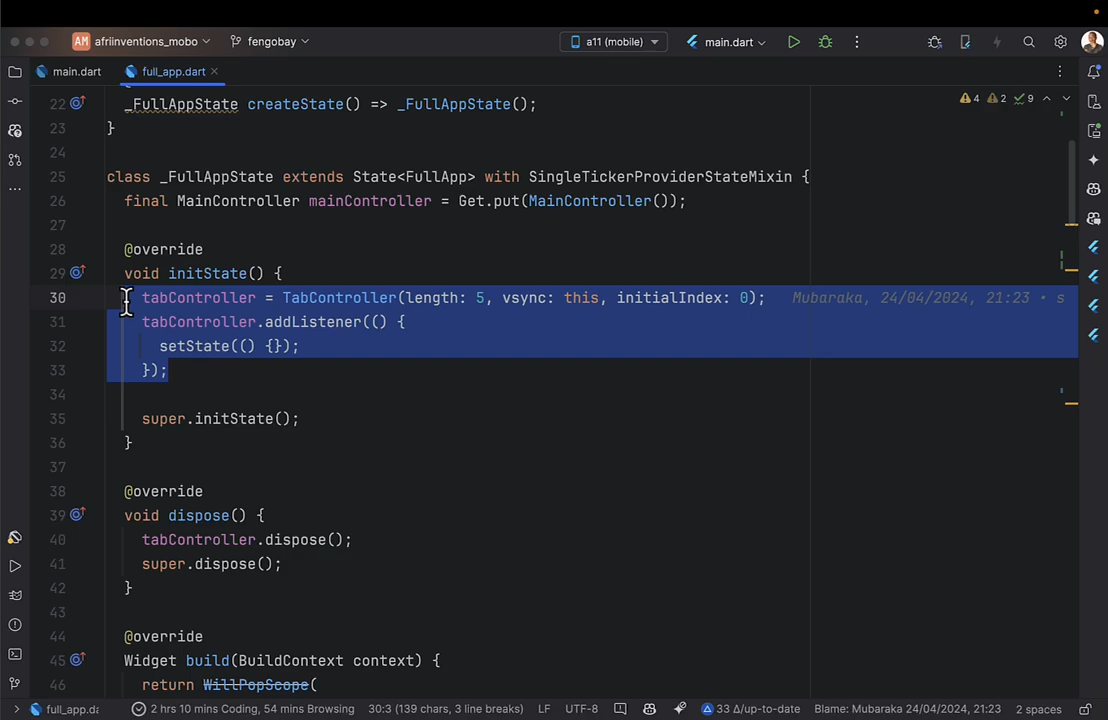 AM afriinventions_mobo fengobay a11 (mobile) main.dart
main.dart full_app.dart
4 2 9
22 _FullAppState createState() => _FullAppState();
23 }
24
25 class _FullAppState extends State<FullApp> with SingleTickerProviderStateMixin {
26 final MainController mainController = Get.put(MainController());
27
28 @override
29 void initState() {
30 tabController = TabController(length: 5, vsync: this, initialIndex: 0); Mubaraka, 24/04/2024, 21:23 • s
31 tabController.addListener(() {
32 setState(() {});
33 });
34
35 super.initState();
36 }
37
38 @override
39 void dispose() {
40 tabController.dispose();
41 super.dispose();
42 }
43
44 @override
45 Widget build(BuildContext context) {
46 return WillPopScope(
full_app.da 2 hrs 10 mins Coding, 54 mins Browsing 30:3 (139 chars, 3 line breaks) LF UTF-8 33 Δ/up-to-date Blame: Mubaraka 24/04/2024, 21:23 2 spaces